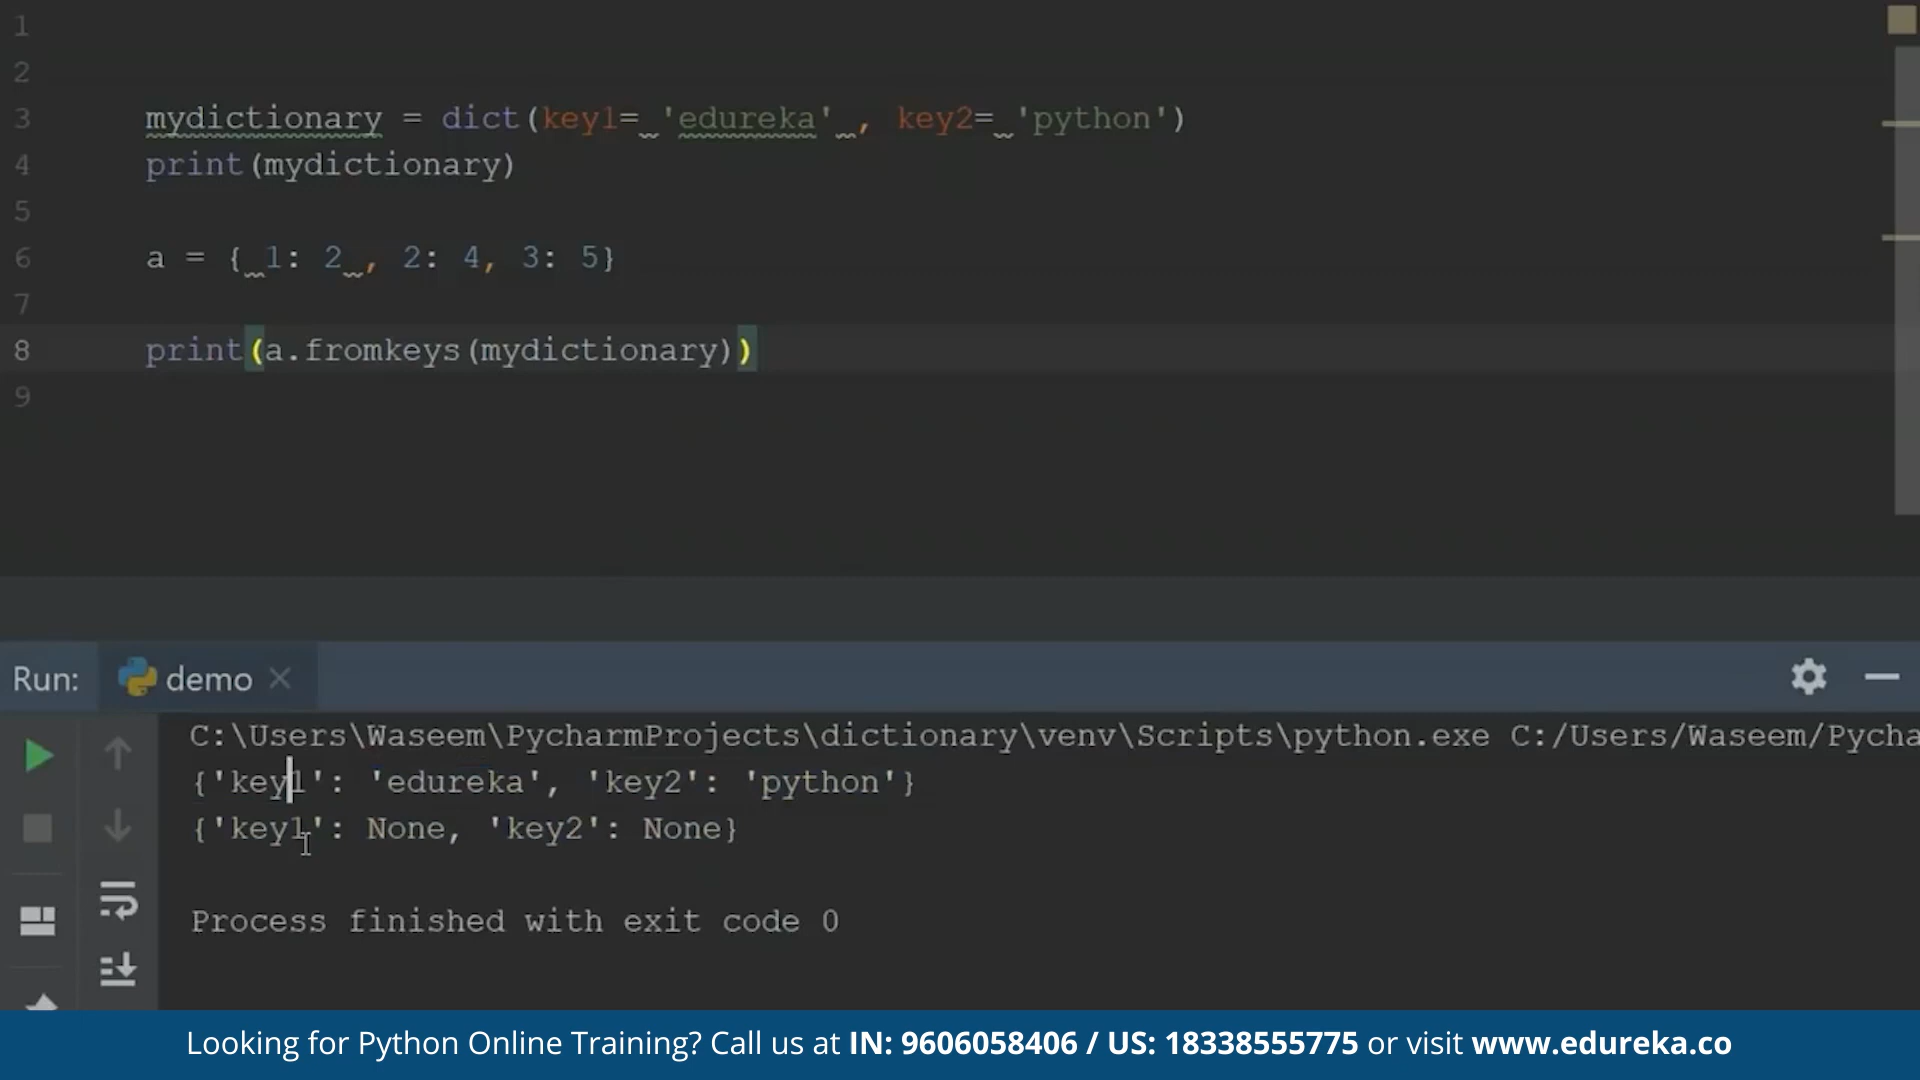 1
2
3 mydictionary = dict(key1= 'edureka' , key2= 'python')
4 print(mydictionary)
5
6 a = { 1: 2 , 2: 4, 3: 5}
7
8 print(a.fromkeys(mydictionary))
9
Run: demo
C:\Users\Waseem\PycharmProjects\dictionary\venv\Scripts\python.exe C:/Users/Waseem/Pycha
{'key1': 'edureka', 'key2': 'python'}
{'key1': None, 'key2': None}
Process finished with exit code 0
Looking for Python Online Training? Call us at IN: 9606058406 / US: 18338555775 or visit www.edureka.co